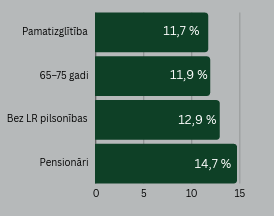 Pamatizglītība 11,7 %
65–75 gadi 11,9 %
Bez LR pilsonības 12,9 %
Pensionāri 14,7 %
0 5 10 15